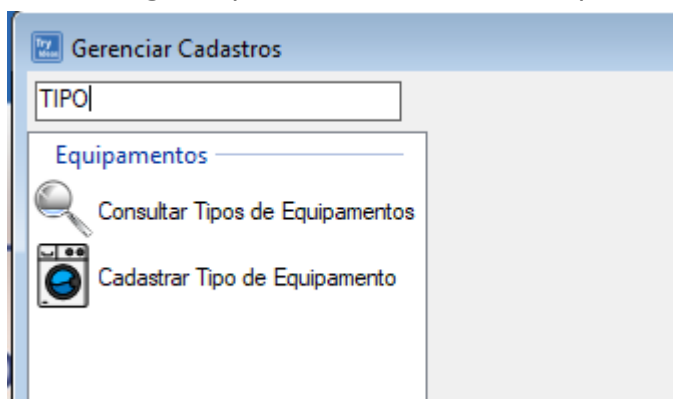 Gerenciar Cadastros
TIPO
Equipamentos
Consultar Tipos de Equipamentos
Cadastrar Tipo de Equipamento